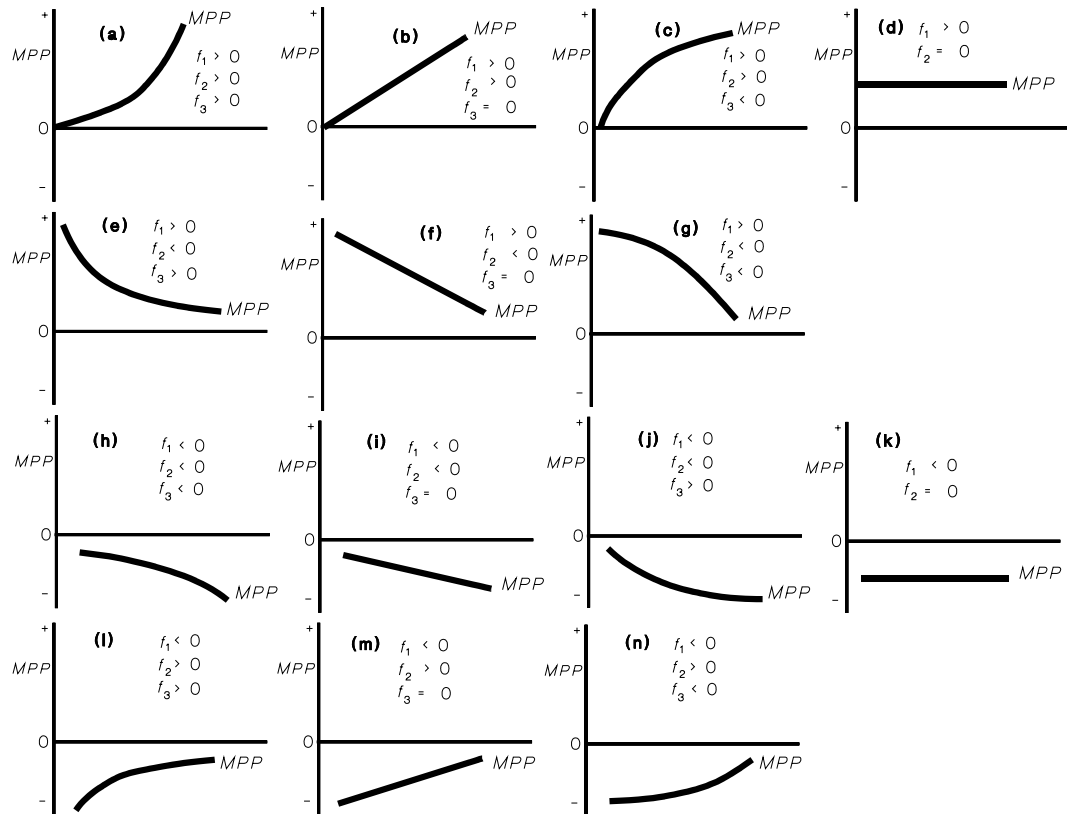 +
MPP
0
-
(a)
f1 > 0
f2 > 0
f3 > 0
MPP
+
MPP
0
-
(b)
f1 > 0
f2 > 0
f3 = 0
MPP
+
MPP
0
-
(c)
f1 > 0
f2 > 0
f3 < 0
MPP
+
MPP
0
-
(d)
f1 > 0
f2 = 0
MPP
+
MPP
0
-
(e)
f1 > 0
f2 < 0
f3 > 0
MPP
+
MPP
0
-
(f)
f1 > 0
f2 < 0
f3 = 0
MPP
+
MPP
0
-
(g)
f1 > 0
f2 < 0
f3 < 0
MPP
+
MPP
0
-
(h)
f1 < 0
f2 < 0
f3 < 0
MPP
+
MPP
0
-
(i)
f1 < 0
f2 < 0
f3 = 0
MPP
+
MPP
0
-
(j)
f1 < 0
f2 < 0
f3 > 0
MPP
+
MPP
0
-
(k)
f1 < 0
f2 = 0
MPP
+
MPP
0
-
(l)
f1 < 0
f2 > 0
f3 > 0
MPP
+
MPP
0
-
(m)
f1 < 0
f2 > 0
f3 = 0
MPP
+
MPP
0
-
(n)
f1 < 0
f2 > 0
f3 < 0
MPP